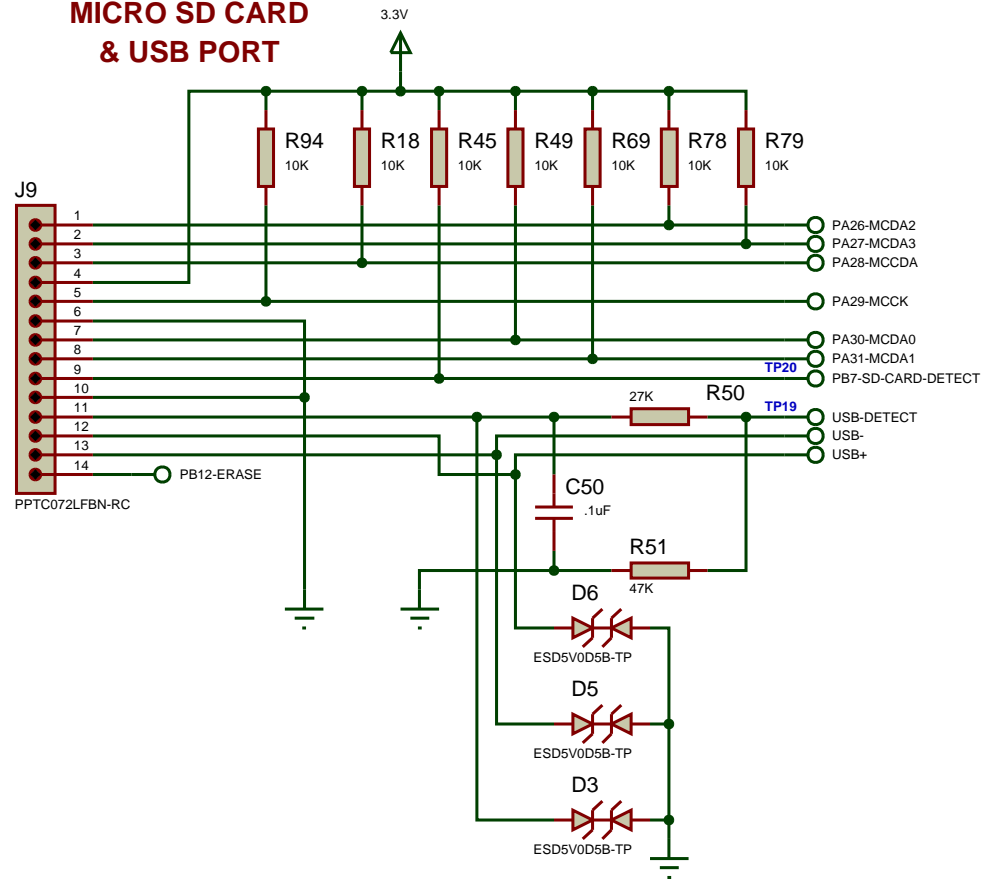 MICRO SD CARD
& USB PORT
3.3V
R94
10K
R18
10K
R45
10K
R49
10K
R69
10K
R78
10K
R79
10K
J9
1
2
3
4
5
6
7
8
9
10
11
12
13
14
PPTC072LFBN-RC
PB12-ERASE
PA26-MCDA2
PA27-MCDA3
PA28-MCCDA
PA29-MCCK
PA30-MCDA0
PA31-MCDA1
TP20
PB7-SD-CARD-DETECT
27K
R50
TP19
USB-DETECT
USB-
USB+
C50
.1uF
R51
47K
D6
ESD5V0D5B-TP
D5
ESD5V0D5B-TP
D3
ESD5V0D5B-TP